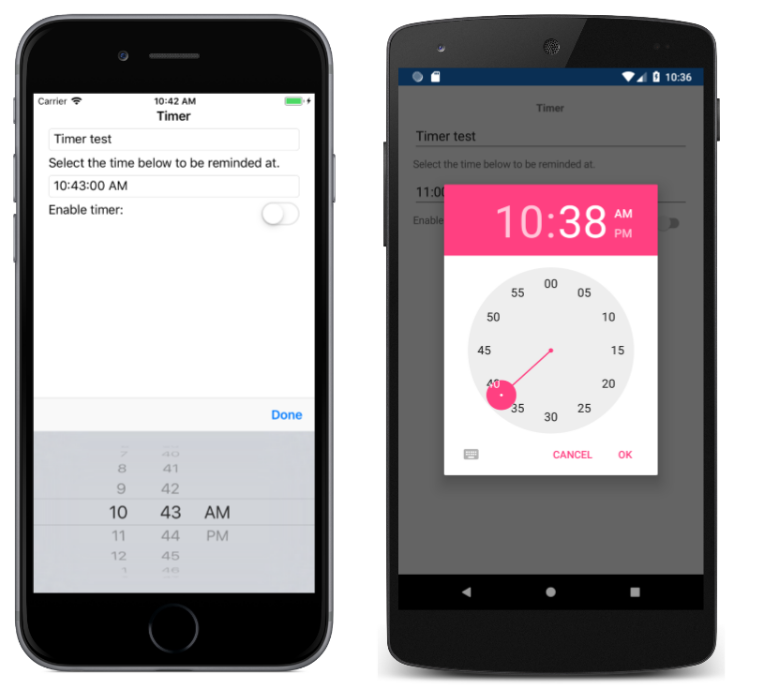 Carrier
10:42 AM
Timer
Timer test
Select the time below to be reminded at.
10:43:00 AM
Enable timer:
Done
7 40
8 41
9 42
10 43 AM
11 44 PM
12 45
1 46
10:36
Timer
Timer test
Select the time below to be reminded at.
11:00
Enable
10:38 AM
PM
00
55 05
50 10
45 15
40 20
35 25
30
CANCEL OK